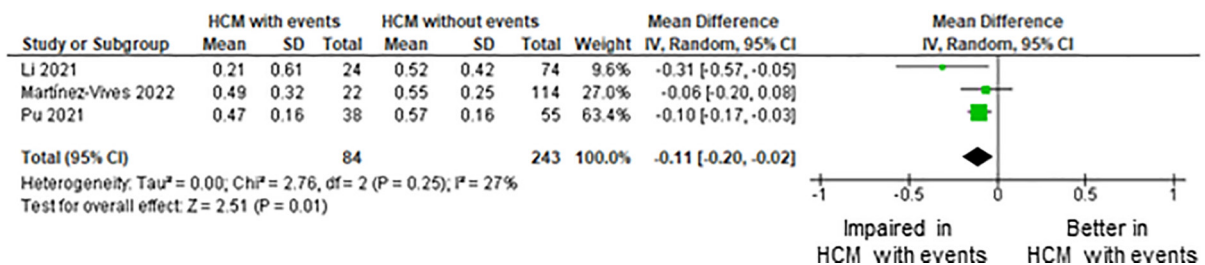 HCM with events HCM without events Mean Difference Mean Difference
Study or Subgroup Mean SD Total Mean SD Total Weight IV, Random, 95% CI IV, Random, 95% CI
Li 2021 0.21 0.61 24 0.52 0.42 74 9.6% -0.31 [-0.57, -0.05]
Martínez-Vives 2022 0.49 0.32 22 0.55 0.25 114 27.0% -0.06 [-0.20, 0.08]
Pu 2021 0.47 0.16 38 0.57 0.16 55 63.4% -0.10 [-0.17, -0.03]
Total (95% CI) 84 243 100.0% -0.11 [-0.20, -0.02]
Heterogeneity: Tau² = 0.00; Chi² = 2.76, df = 2 (P = 0.25); I² = 27%
Test for overall effect: Z = 2.51 (P = 0.01)
-1 -0.5 0 0.5 1
Impaired in Better in
HCM with events HCM with events